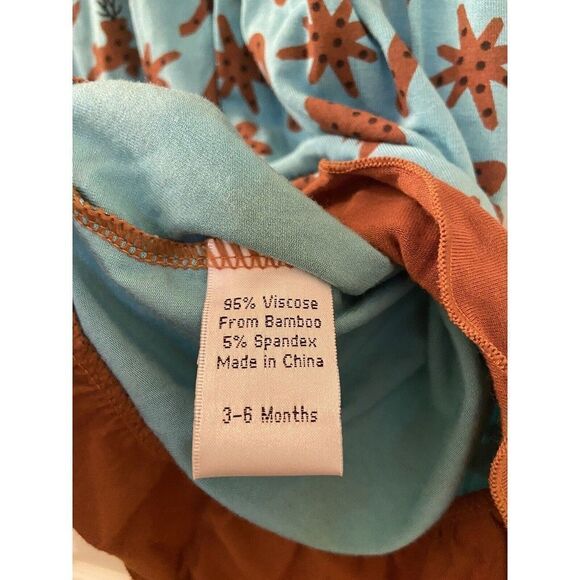 95% Viscose
From Bamboo
5% Spandex
Made in China
3-6 Months